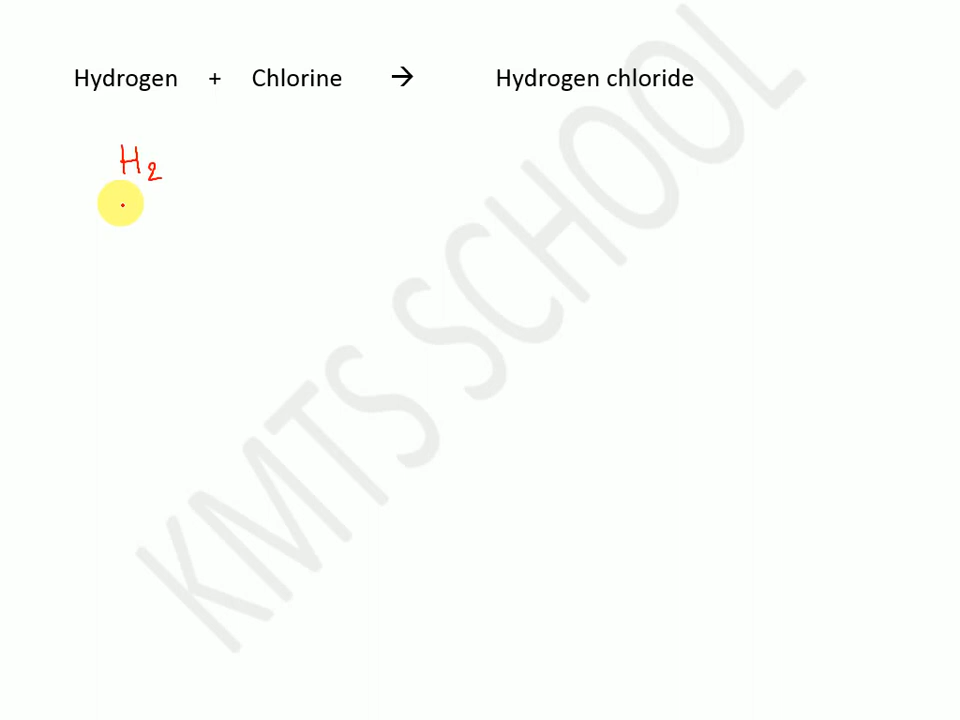 Hydrogen + Chlorine → Hydrogen chloride
H₂
KMTS SCHOOL